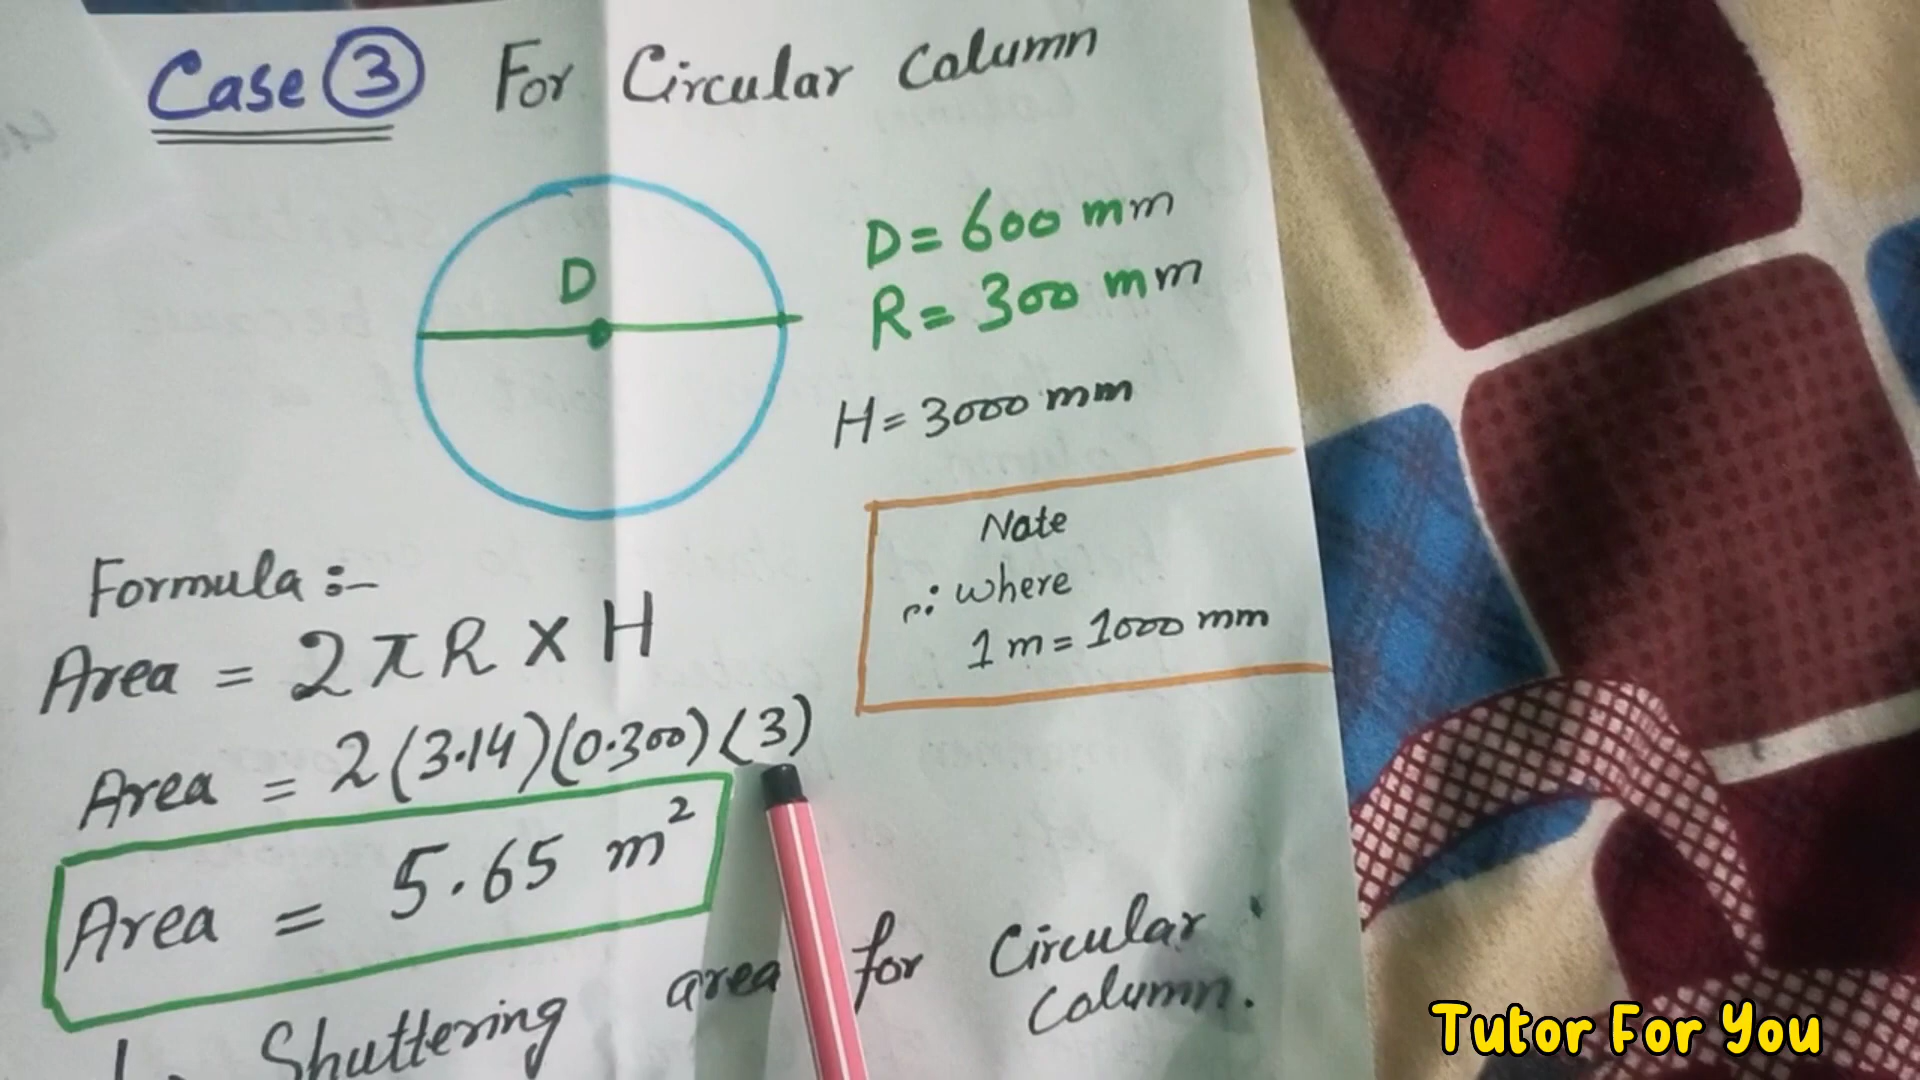 Case ③ For Circular Column
D
D = 600 mm
R = 300 mm
H = 3000 mm
Note
∴ where
1 m = 1000 mm
Formula :-
Area = 2πR × H
Area = 2(3.14)(0.300)(3)
Area = 5.65 m²
Shuttering area for Circular
Column.
Tutor For You